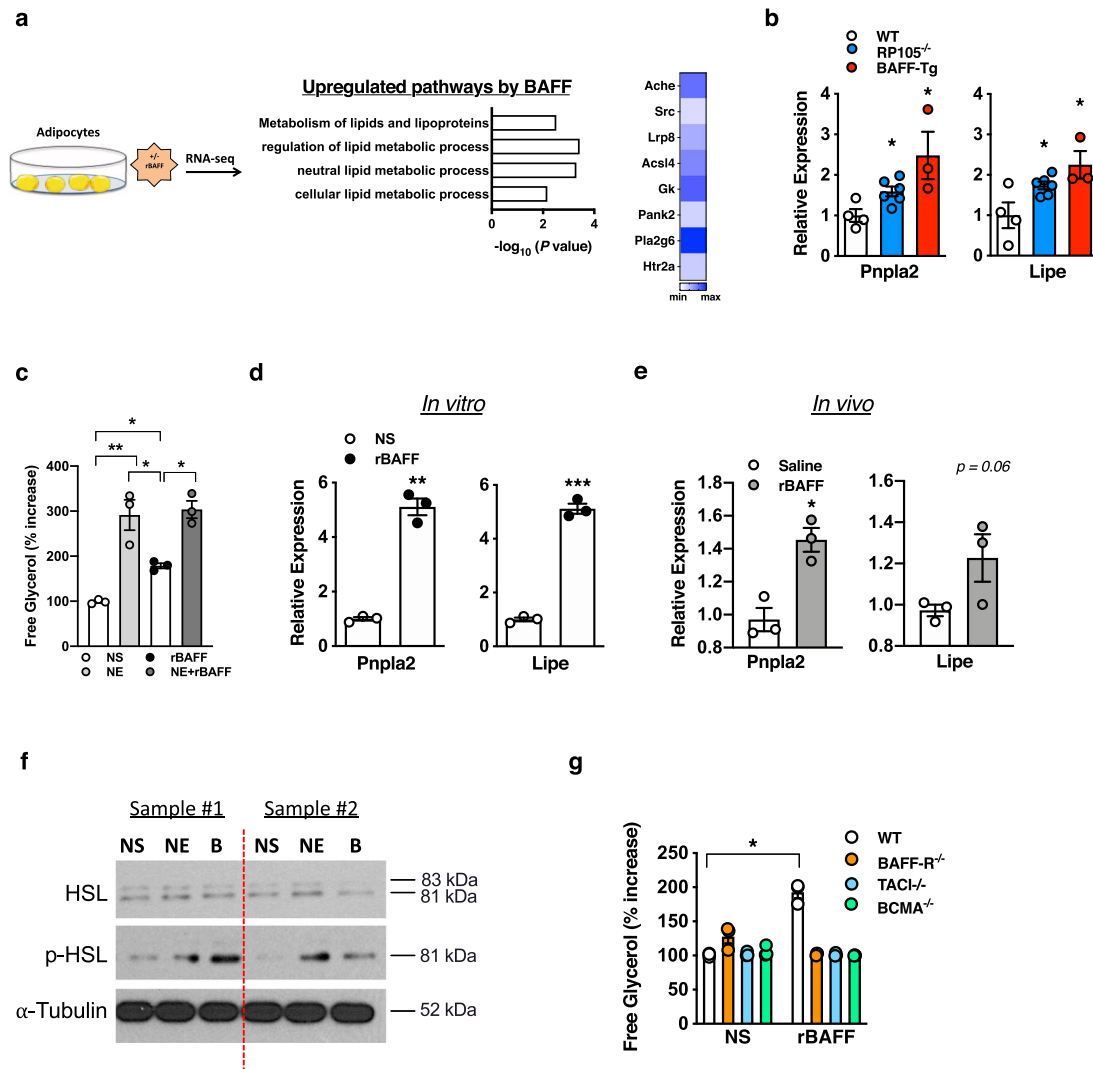 a
Adipocytes
+/-
rBAFF
RNA-seq
Upregulated pathways by BAFF
Metabolism of lipids and lipoproteins
regulation of lipid metabolic process
neutral lipid metabolic process
cellular lipid metabolic process
0 2 4
-log10 (P value)
Ache
Src
Lrp8
Acsl4
Gk
Pank2
Pla2g6
Htr2a
min max
b
WT
RP105-/-
BAFF-Tg
Relative Expression
4
3
2
1
0
* *
Pnpla2
4
3
2
1
0
* *
Lipe
c
Free Glycerol (% increase)
400
300
200
100
0
*
**
* *
NS rBAFF
NE NE+rBAFF
d
In vitro
NS
rBAFF
Relative Expression
6
4
2
0
**
Pnpla2
6
4
2
0
***
Lipe
e
In vivo
Saline
rBAFF
Relative Expression
1.8
1.6
1.4
1.2
1.0
0.8
*
Pnpla2
p = 0.06
1.6
1.4
1.2
1.0
0.8
Lipe
f
Sample #1 Sample #2
NS NE B NS NE B
HSL
83 kDa
81 kDa
p-HSL
81 kDa
α-Tubulin
52 kDa
g
WT
BAFF-R-/-
TACI-/-
BCMA-/-
Free Glycerol (% increase)
250
200
150
100
50
0
*
NS rBAFF